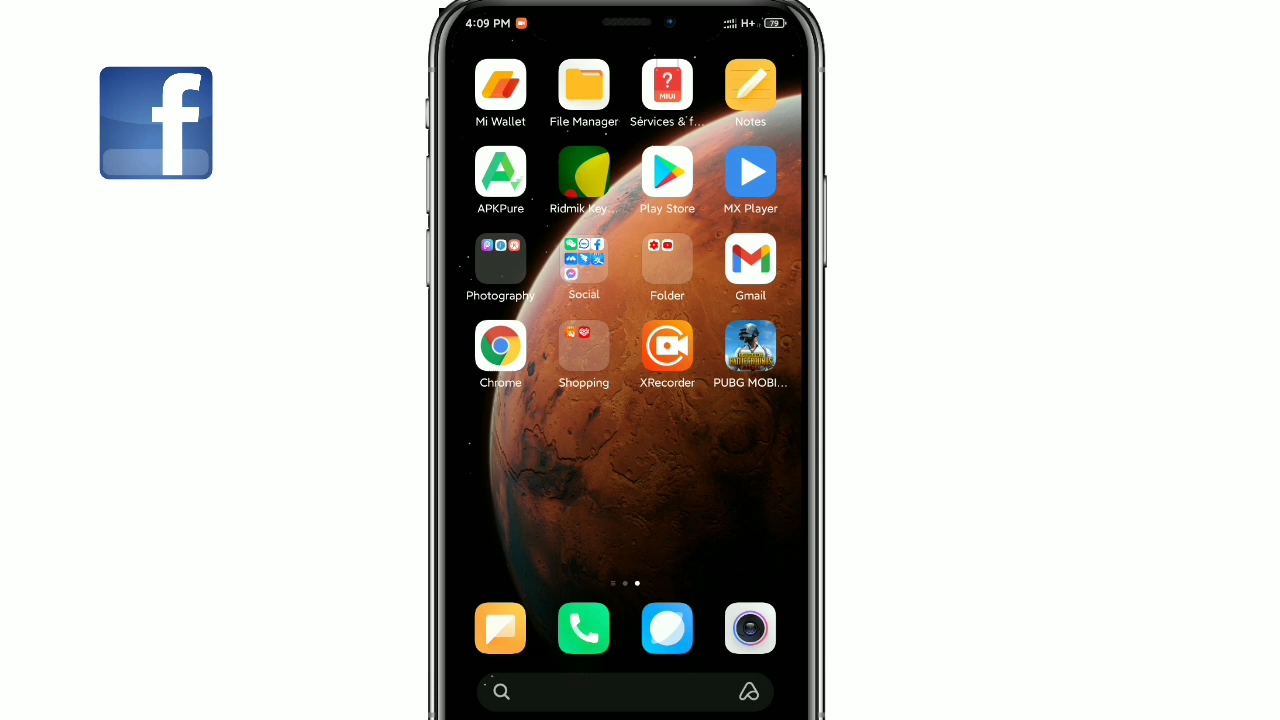 4:09 PM H+ 79
f
Mi Wallet File Manager Services & f... Notes
APKPure Ridmik Key... Play Store MX Player
Photography Social Folder Gmail
Chrome Shopping XRecorder PUBG MOBI...
MIUI